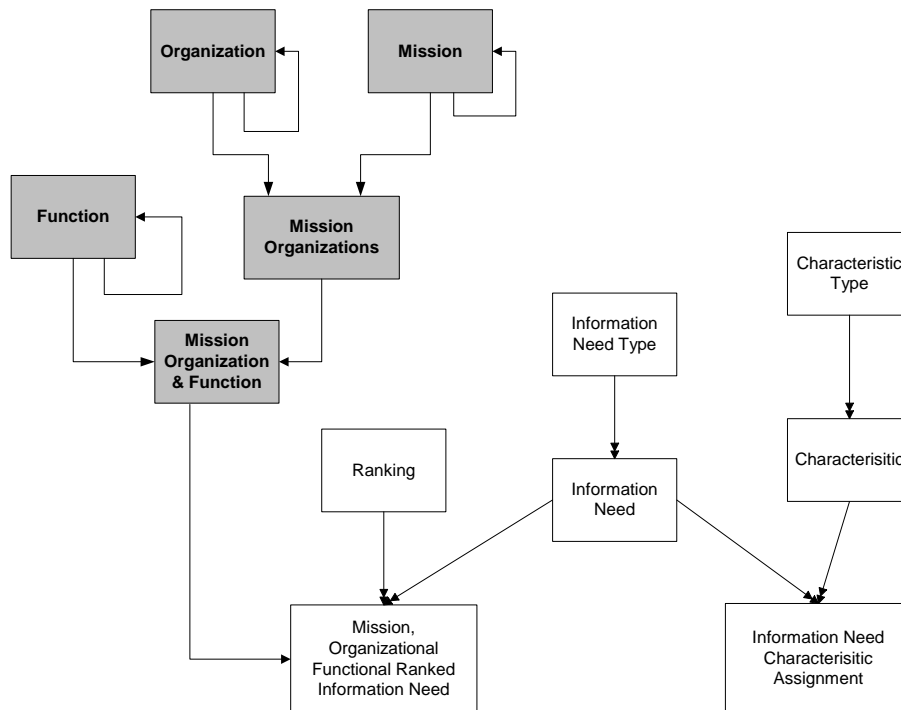 Organization
Mission
Function
Mission
Organizations
Characteristic
Type
Information
Need Type
Mission
Organization
& Function
Ranking
Information
Need
Characterisitic
Mission,
Organizational
Functional Ranked
Information Need
Information Need
Characterisitic
Assignment